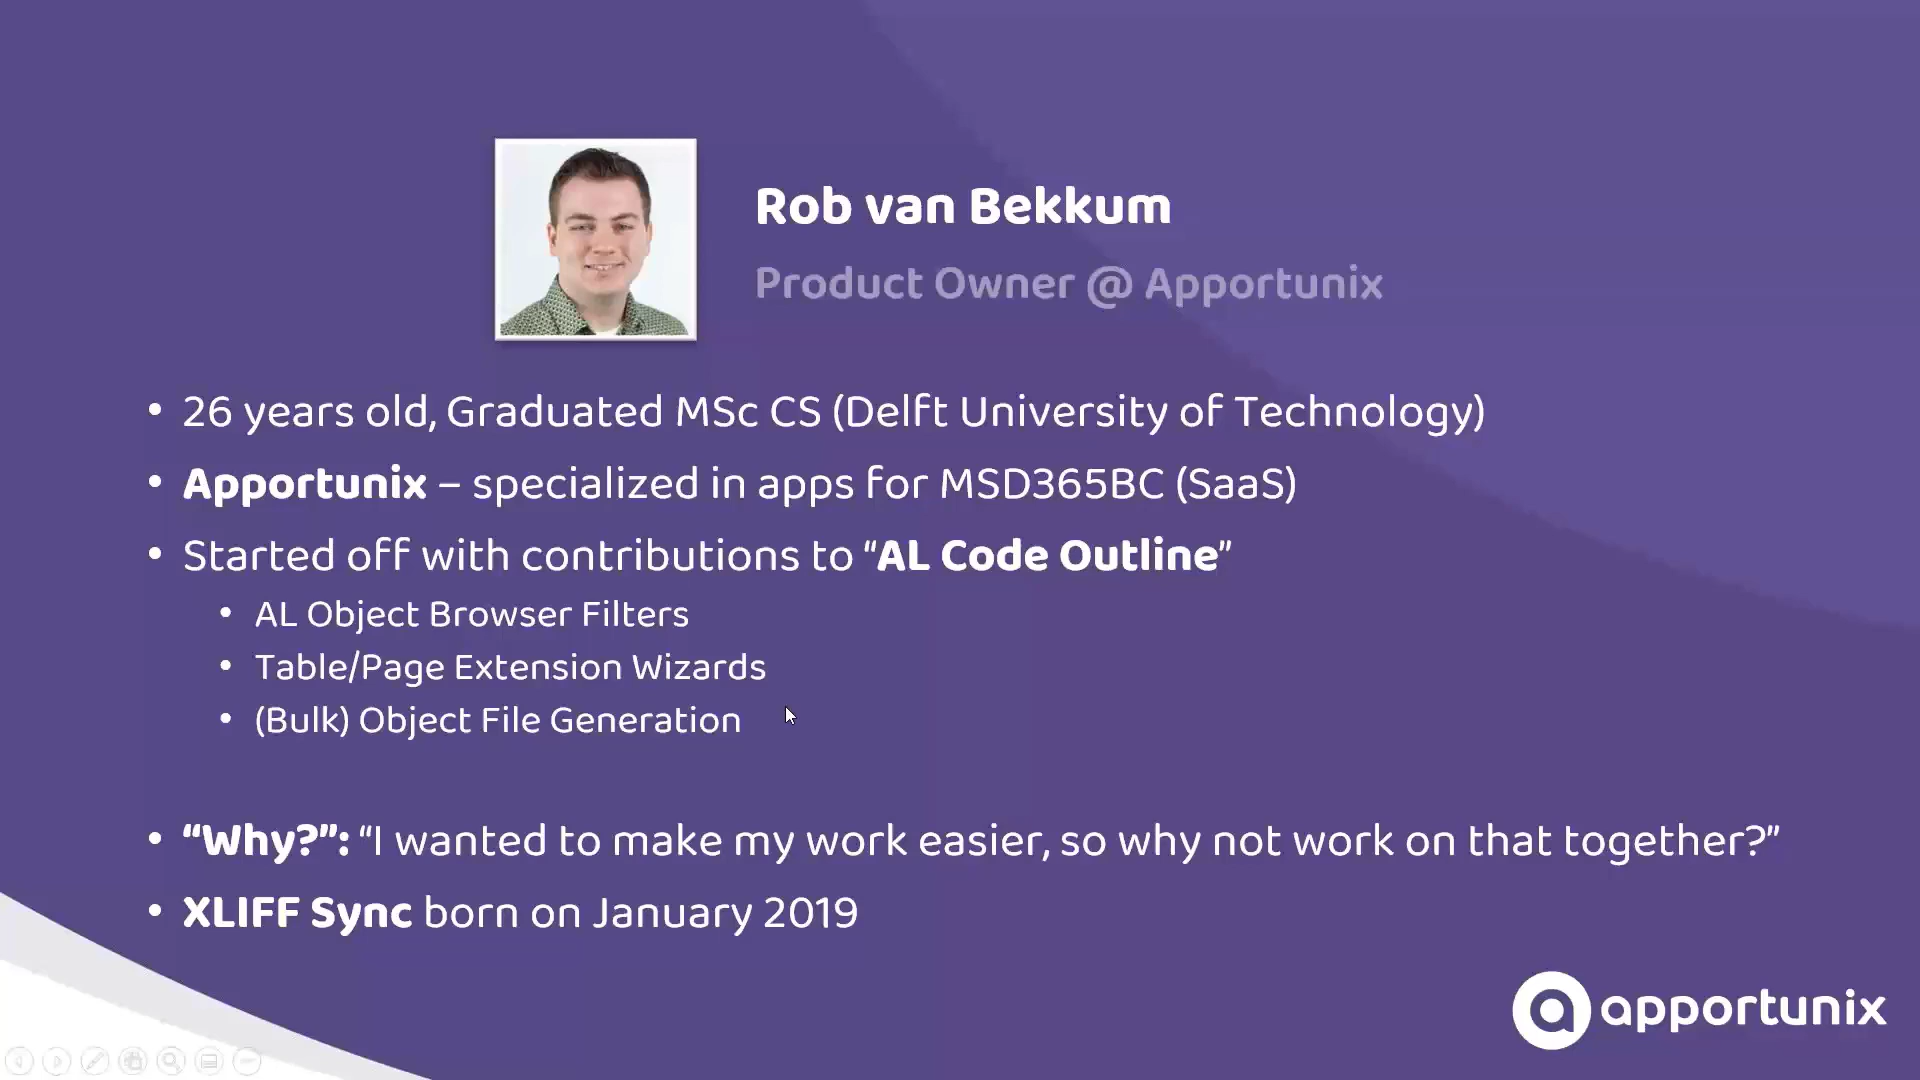 Rob van Bekkum
Product Owner @ Apportunix
• 26 years old, Graduated MSc CS (Delft University of Technology)
• Apportunix – specialized in apps for MSD365BC (SaaS)
• Started off with contributions to “AL Code Outline”
• AL Object Browser Filters
• Table/Page Extension Wizards
• (Bulk) Object File Generation
• “Why?”: “I wanted to make my work easier, so why not work on that together?”
• XLIFF Sync born on January 2019
apportunix